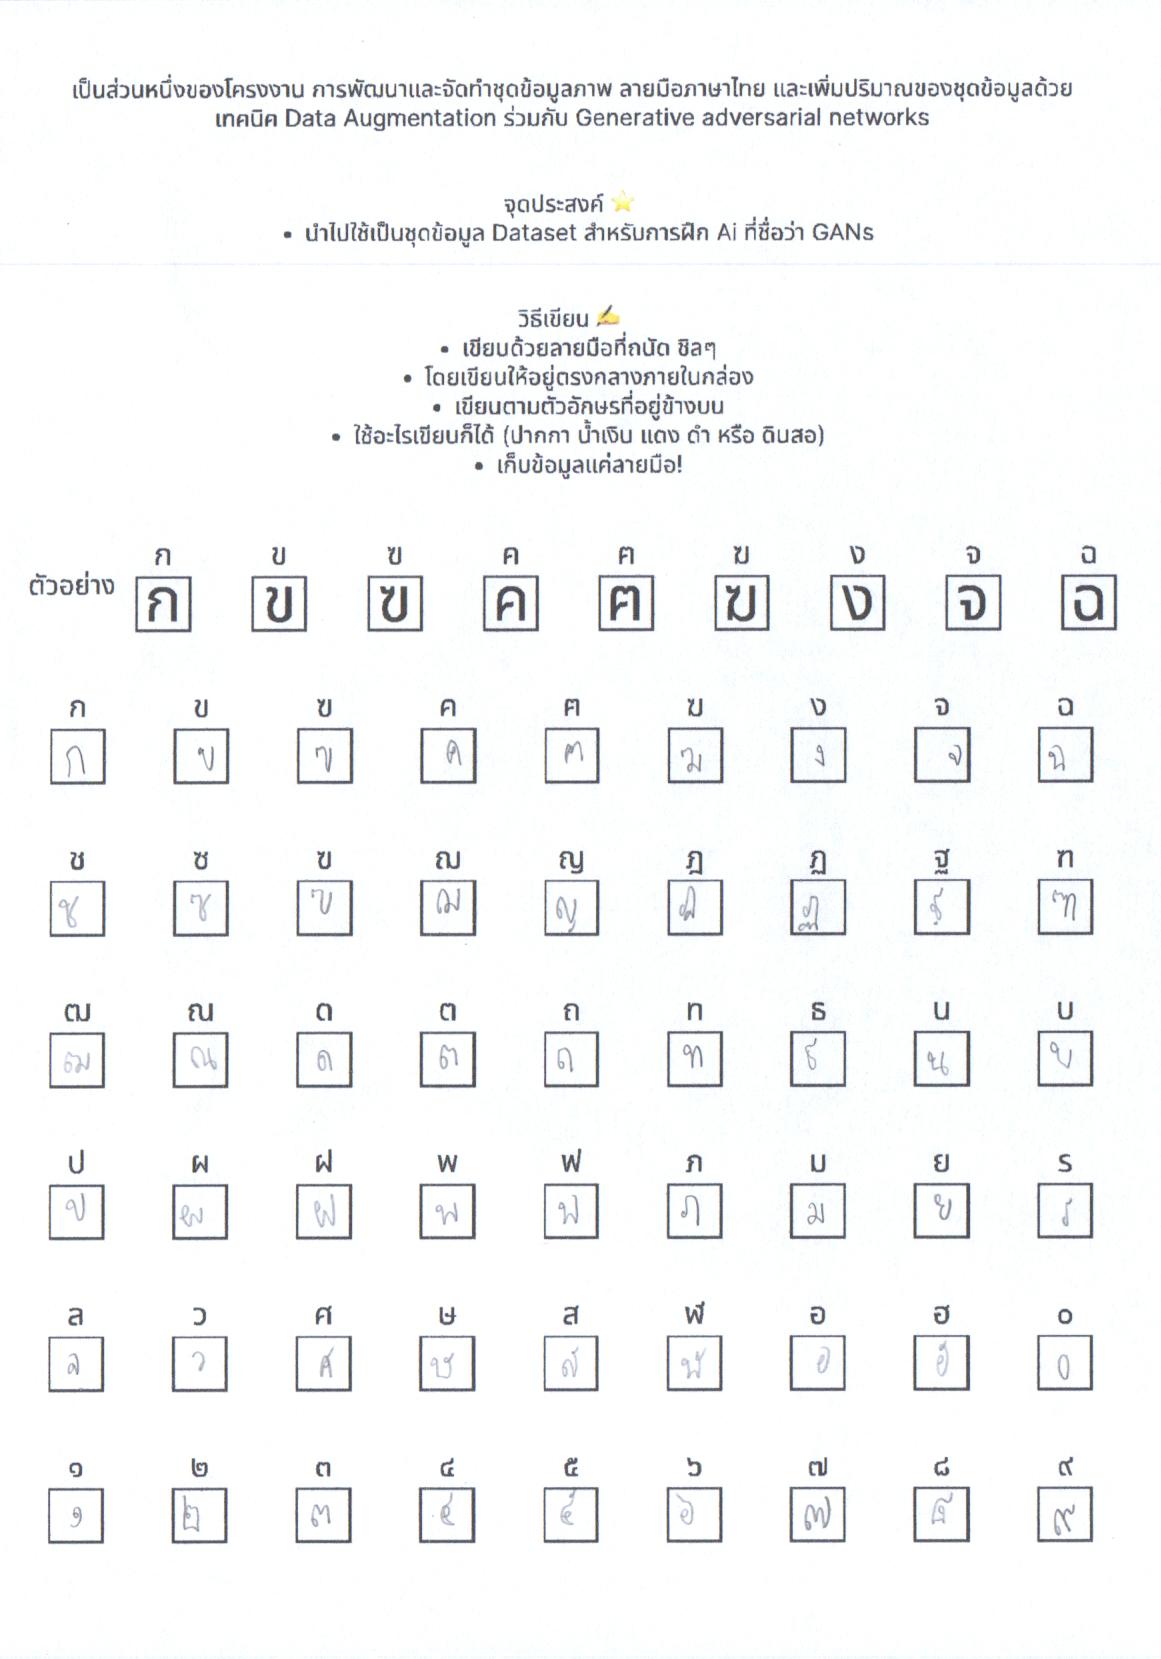 เป็นส่วนหนึ่งของโครงงาน การพัฒนาและจัดทำชุดข้อมูลภาพ ลายมือภาษาไทย และเพิ่มปริมาณของชุดข้อมูลด้วย
เทคนิค Data Augmentation ร่วมกับ Generative adversarial networks
จุดประสงค์ ⭐
• นำไปใช้เป็นชุดข้อมูล Dataset สำหรับการฝึก Ai ที่ชื่อว่า GANs
วิธีเขียน ✍️
• เขียนด้วยลายมือที่ถนัด ชิลๆ
• โดยเขียนให้อยู่ตรงกลางภายในกล่อง
• เขียนตามตัวอักษรที่อยู่ข้างบน
• ใช้อะไรเขียนก็ได้ (ปากกา น้ำเงิน แดง ดำ หรือ ดินสอ)
• เก็บข้อมูลแค่ลายมือ!
ก ข ฃ ค ฅ ฆ ง จ ฉ
ตัวอย่าง ก ข ฃ ค ฅ ฆ ง จ ฉ
ก ข ฃ ค ฅ ฆ ง จ ฉ
ก ข ฃ ค ฅ ฆ ง จ ฉ
ช ซ ฃ ฌ ญ ฎ ฏ ฐ ฑ
ช ซ ฃ ฌ ญ ฎ ฏ ฐ ฑ
ฒ ณ ด ต ถ ท ธ น บ
ฒ ณ ด ต ถ ท ธ น บ
ป ผ ฝ พ ฟ ภ ม ย ร
ป ผ ฝ พ ฟ ภ ม ย ร
ล ว ศ ษ ส ฬ อ ฮ ๐
ล ว ศ ษ ส ฬ อ ฮ ๐
๑ ๒ ๓ ๔ ๕ ๖ ๗ ๘ ๙
๑ ๒ ๓ ๔ ๕ ๖ ๗ ๘ ๙